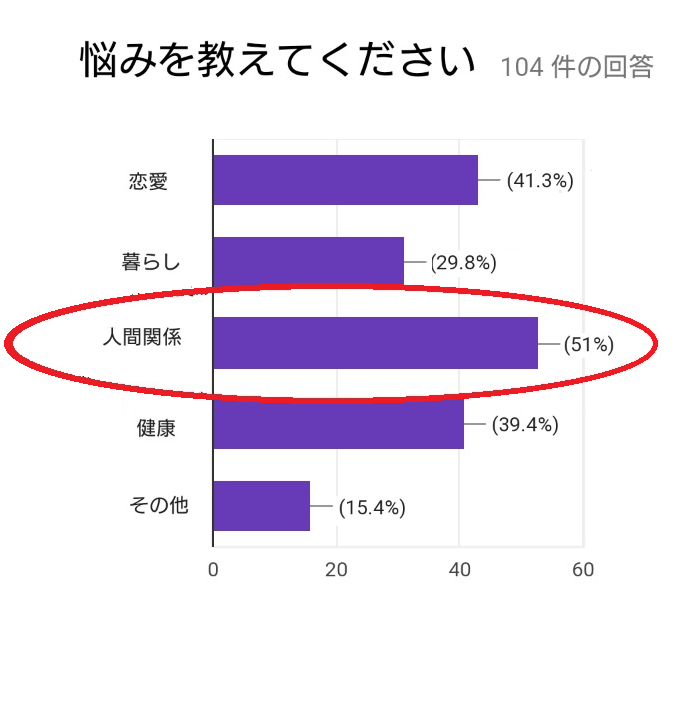 悩みを教えてください 104 件の回答
恋愛 (41.3%)
暮らし (29.8%)
人間関係 (51%)
健康 (39.4%)
その他 (15.4%)
0 20 40 60